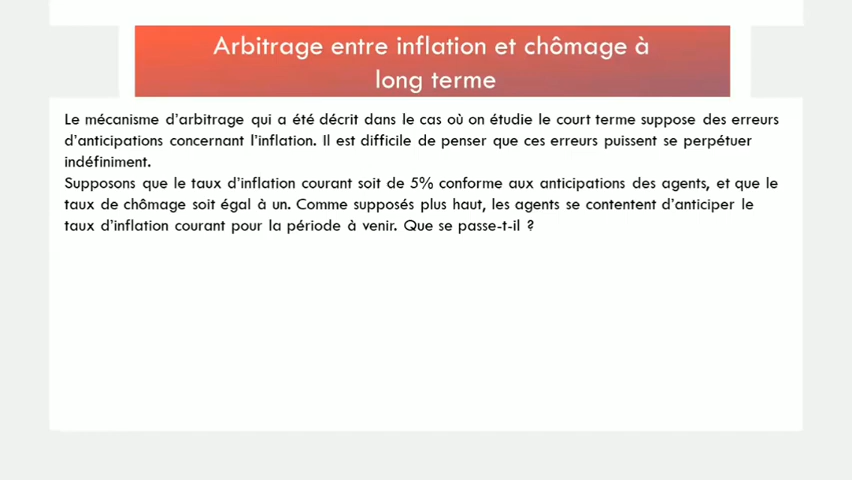 Arbitrage entre inflation et chômage à
long terme
Le mécanisme d'arbitrage qui a été décrit dans le cas où on étudie le court terme suppose des erreurs
d'anticipations concernant l'inflation. Il est difficile de penser que ces erreurs puissent se perpétuer
indéfiniment.
Supposons que le taux d'inflation courant soit de 5% conforme aux anticipations des agents, et que le
taux de chômage soit égal à un. Comme supposés plus haut, les agents se contentent d'anticiper le
taux d'inflation courant pour la période à venir. Que se passe-t-il ?